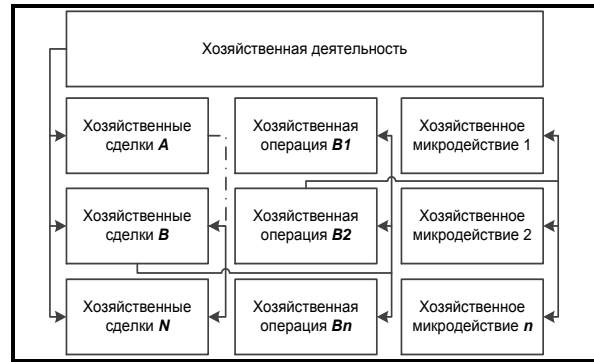 Хозяйственная деятельность
Хозяйственные
сделки A
Хозяйственная
операция B1
Хозяйственное
микродействие 1
Хозяйственные
сделки B
Хозяйственная
операция B2
Хозяйственное
микродействие 2
Хозяйственные
сделки N
Хозяйственная
операция Bn
Хозяйственное
микродействие n